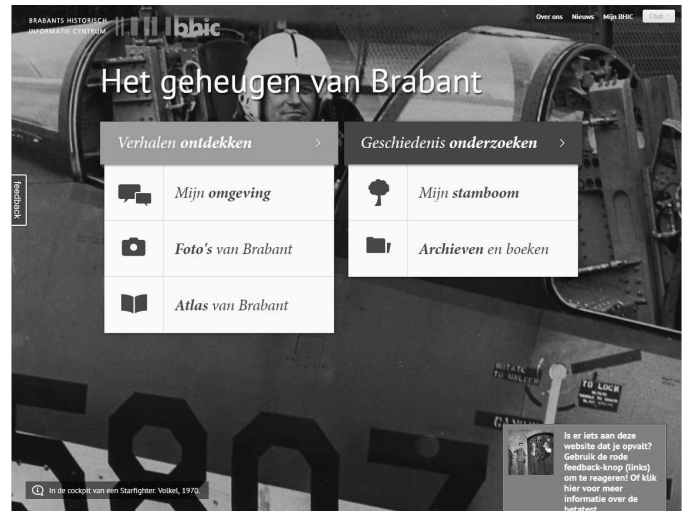 BRABANTS HISTORISCH
INFORMATIE CENTRUM
bhic
Over ons Nieuws Mijn BHIC Chat
Het geheugen van Brabant
Verhalen ontdekken
Mijn omgeving
Foto's van Brabant
Atlas van Brabant
Geschiedenis onderzoeken
Mijn stamboom
Archieven en boeken
feedback
ROTATE
TO UNLOCK
TO LOCK
Is er iets aan deze
website dat je opvalt?
Gebruik de rode
feedback-knop (links)
om te reageren! Of klik
hier voor meer
informatie over de
betatest
In de cockpit van een Starfighter. Volkel, 1970.